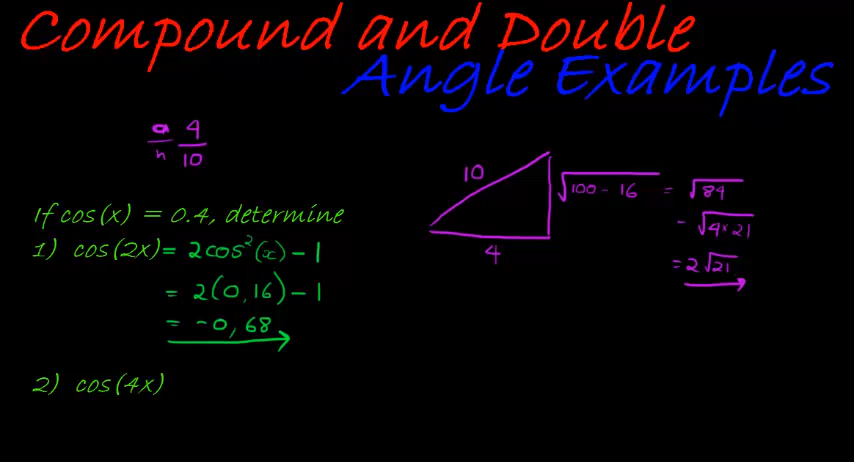 Compound and Double
Angle Examples
a/h 4/10
If cos(x) = 0.4, determine
1) cos(2x) = 2cos²(x) − 1
= 2(0,16) − 1
= −0,68
2) cos(4x)
10
4
√100 − 16 = √84
− √4×21
= 2√21